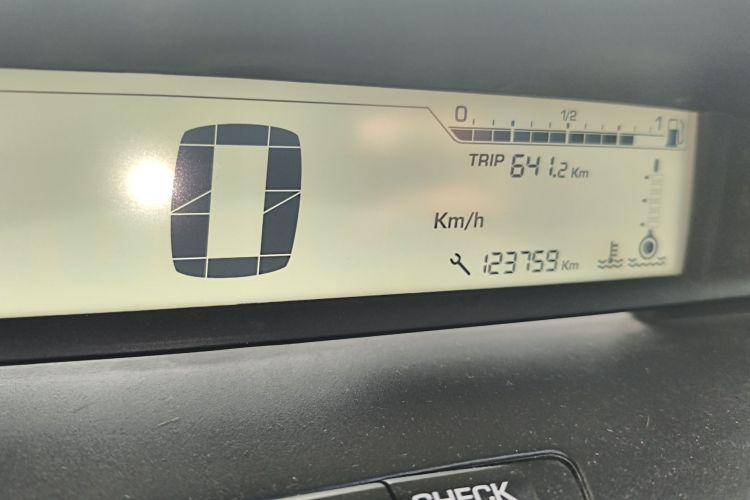 0 1/2 1
TRIP 641.2 Km
0
Km/h
123759 Km
CHECK